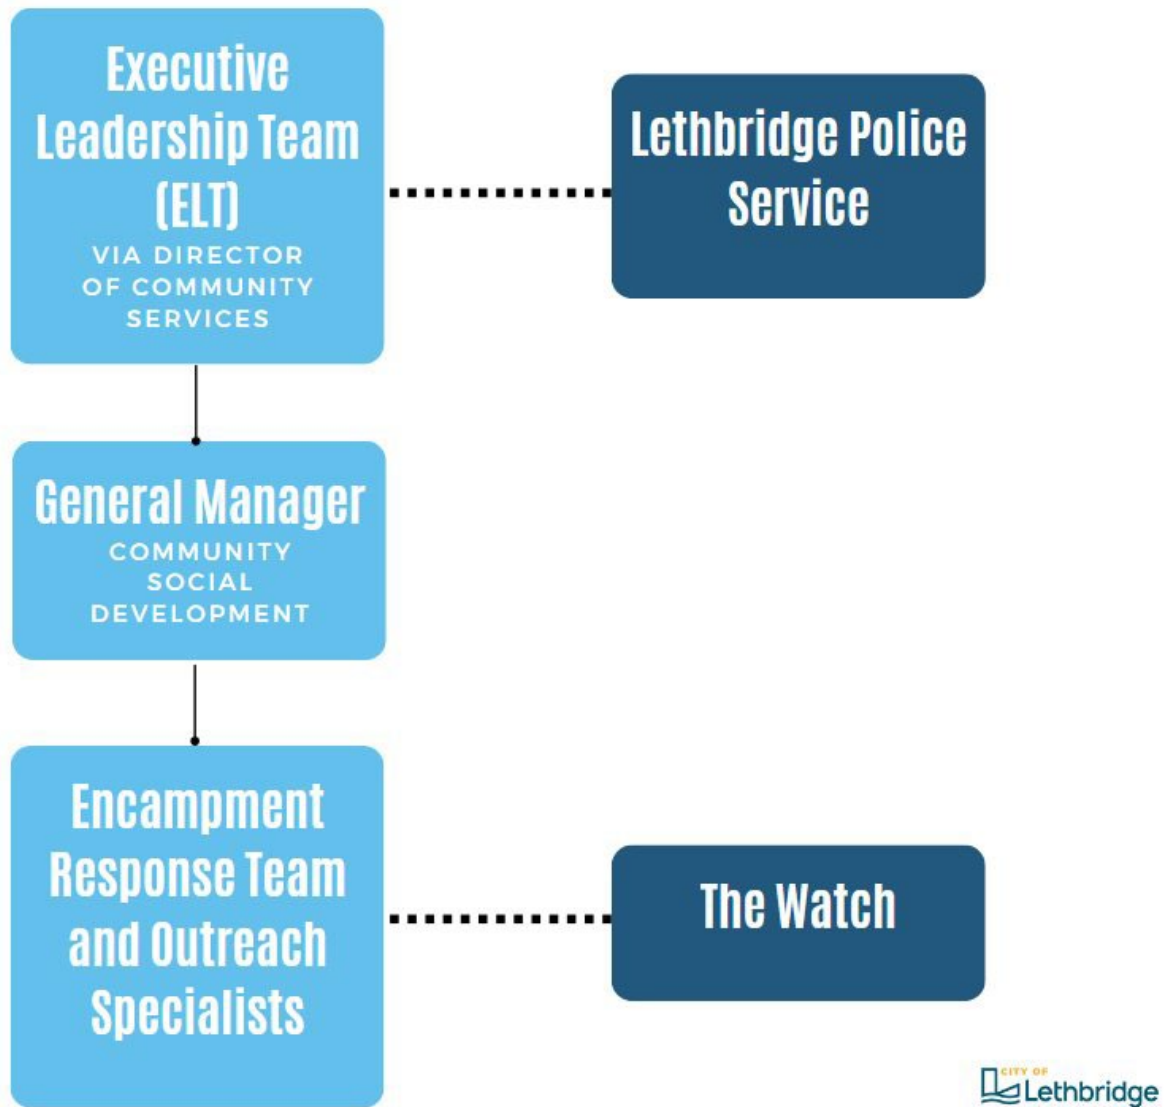 Executive
Leadership Team
(ELT)
VIA DIRECTOR
OF COMMUNITY
SERVICES
Lethbridge Police
Service
General Manager
COMMUNITY
SOCIAL
DEVELOPMENT
Encampment
Response Team
and Outreach
Specialists
The Watch
CITY OF
Lethbridge